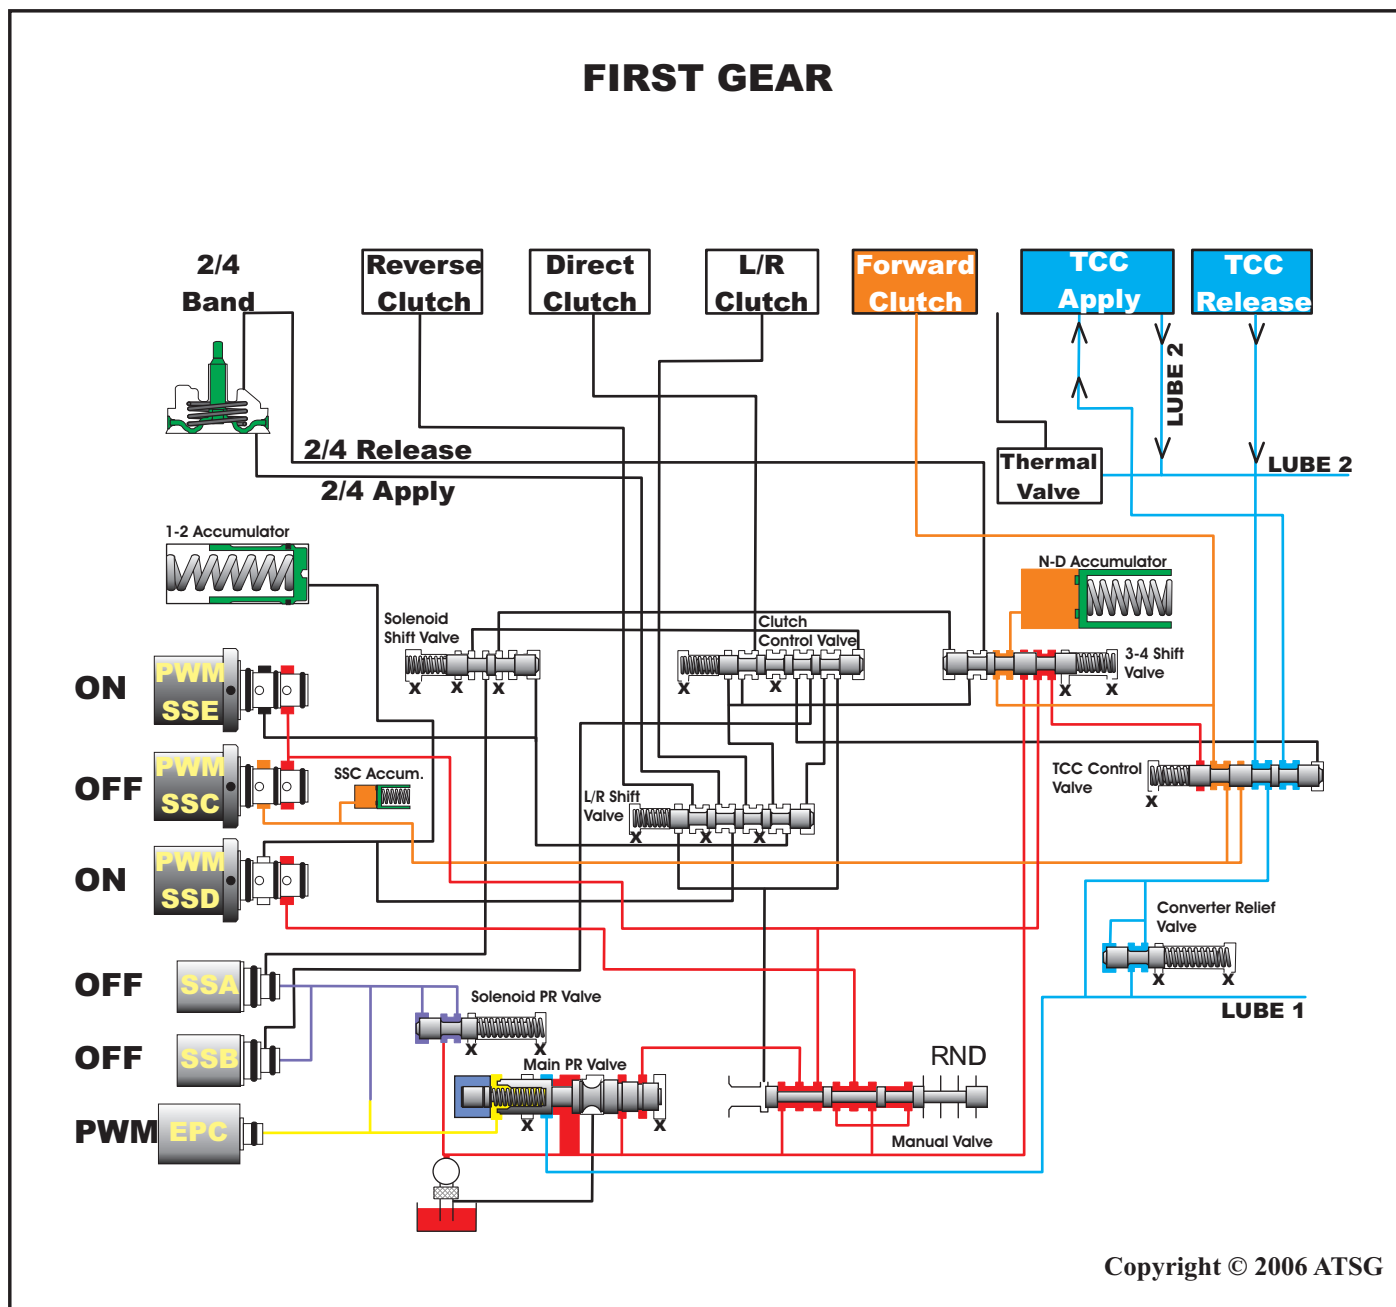 FIRST GEAR
2/4
Band
Reverse
Clutch
Direct
Clutch
L/R
Clutch
Forward
Clutch
TCC
Apply
TCC
Release
LUBE 2
2/4 Release
2/4 Apply
Thermal
Valve
LUBE 2
1-2 Accumulator
N-D Accumulator
Solenoid
Shift Valve
Clutch
Control Valve
3-4 Shift
Valve
ON
PWM
SSE
X X X
X X
X X
OFF
PWM
SSC
SSC Accum.
L/R Shift
Valve
X X X
TCC Control
Valve
X
ON
PWM
SSD
Converter Relief
Valve
X X
OFF
SSA
Solenoid PR Valve
X X
LUBE 1
OFF
SSB
Main PR Valve
X X
RND
Manual Valve
PWM
EPC
Copyright © 2006 ATSG